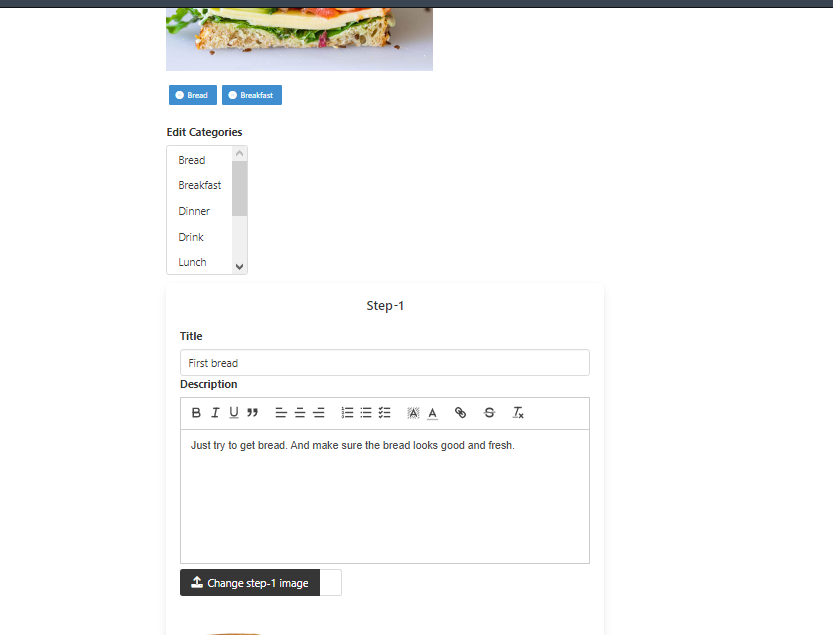 Bread Breakfast
Edit Categories
Bread
Breakfast
Dinner
Drink
Lunch
Step-1
Title
First bread
Description
Just try to get bread. And make sure the bread looks good and fresh.
Change step-1 image